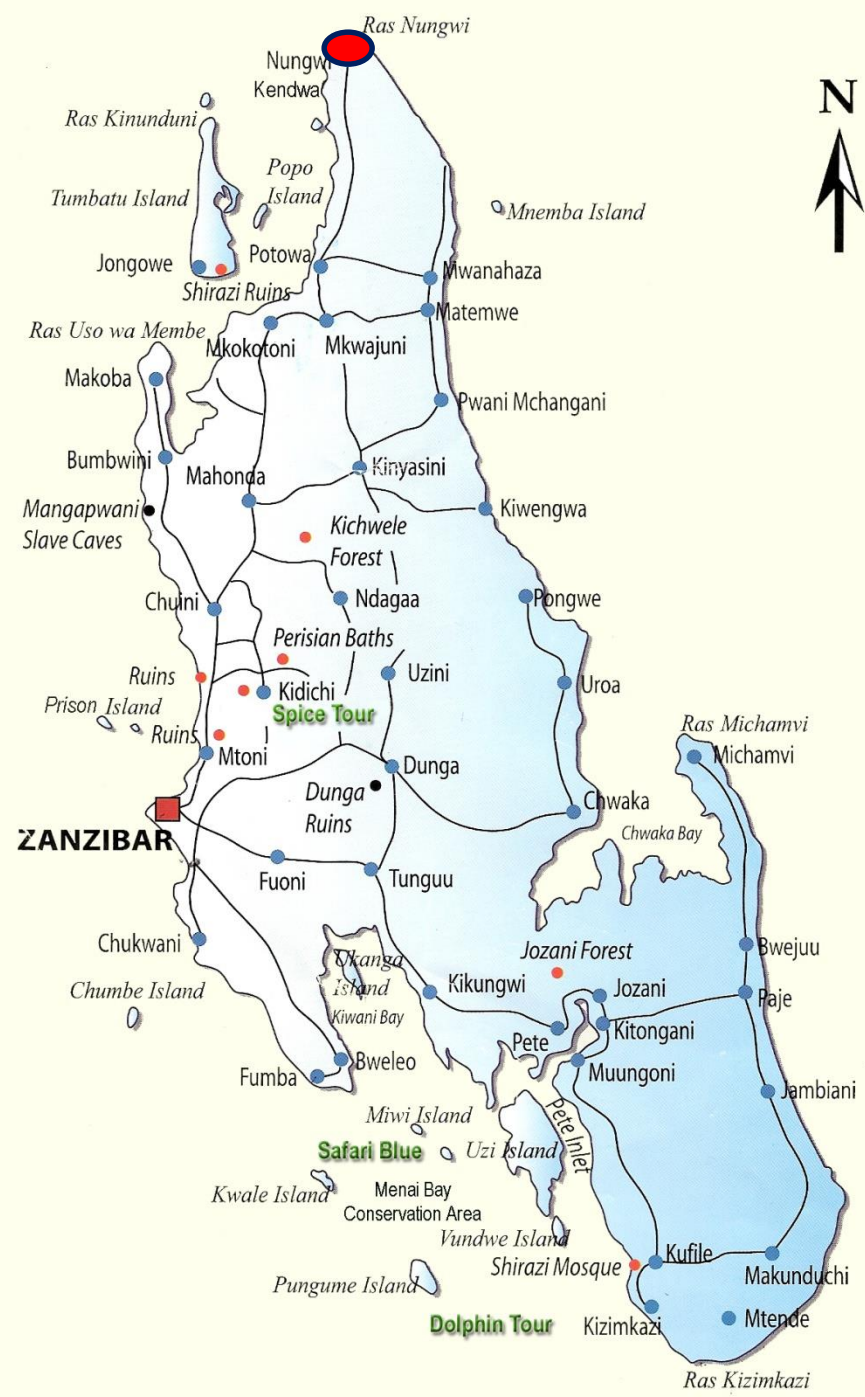 Ras Nungwi
Nungwi
Kendwa
N
Ras Kinunduni
Popo
Island
Tumbatu Island
Mnemba Island
Jongowe
Potowa
Mwanahaza
Shirazi Ruins
Matemwe
Ras Uso wa Membe
Mkokotoni
Mkwajuni
Makoba
Pwani Mchangani
Bumbwini
Mahonda
Kinyasini
Mangapwani
Slave Caves
Kiwengwa
Kichwele
Forest
Chuini
Ndagaa
Pongwe
Perisian Baths
Ruins
Kidichi
Uzini
Uroa
Prison Island
Spice Tour
Ras Michamvi
Ruins
Mtoni
Michamvi
Dunga
Dunga
Ruins
Chwaka
ZANZIBAR
Chwaka Bay
Fuoni
Tunguu
Chukwani
Bwejuu
Jozani Forest
Ukanga
Island
Chumbe Island
Kikungwi
Jozani
Paje
Kiwani Bay
Pete
Kitongani
Bweleo
Fumba
Muungoni
Jambiani
Miwi Island
Pete Inlet
Safari Blue
Uzi Island
Kwale Island
Menai Bay
Conservation Area
Vundwe Island
Kufile
Shirazi Mosque
Makunduchi
Pungume Island
Dolphin Tour
Kizimkazi
Mtende
Ras Kizimkazi